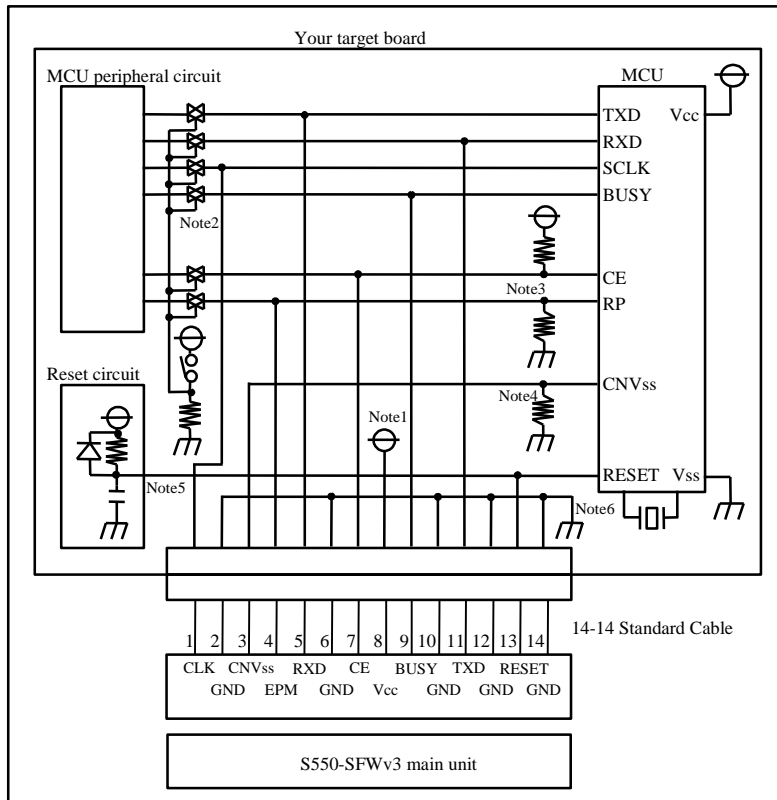 Your target board
MCU peripheral circuit
MCU
TXD
Vcc
RXD
SCLK
BUSY
Note2
CE
Note3
RP
Reset circuit
CNVss
Note4
Note1
RESET
Vss
Note5
Note6
14-14 Standard Cable
1 2 3 4 5 6 7 8 9 10 11 12 13 14
CLK CNVss RXD CE BUSY TXD RESET
GND EPM GND Vcc GND GND GND
S550-SFWv3 main unit